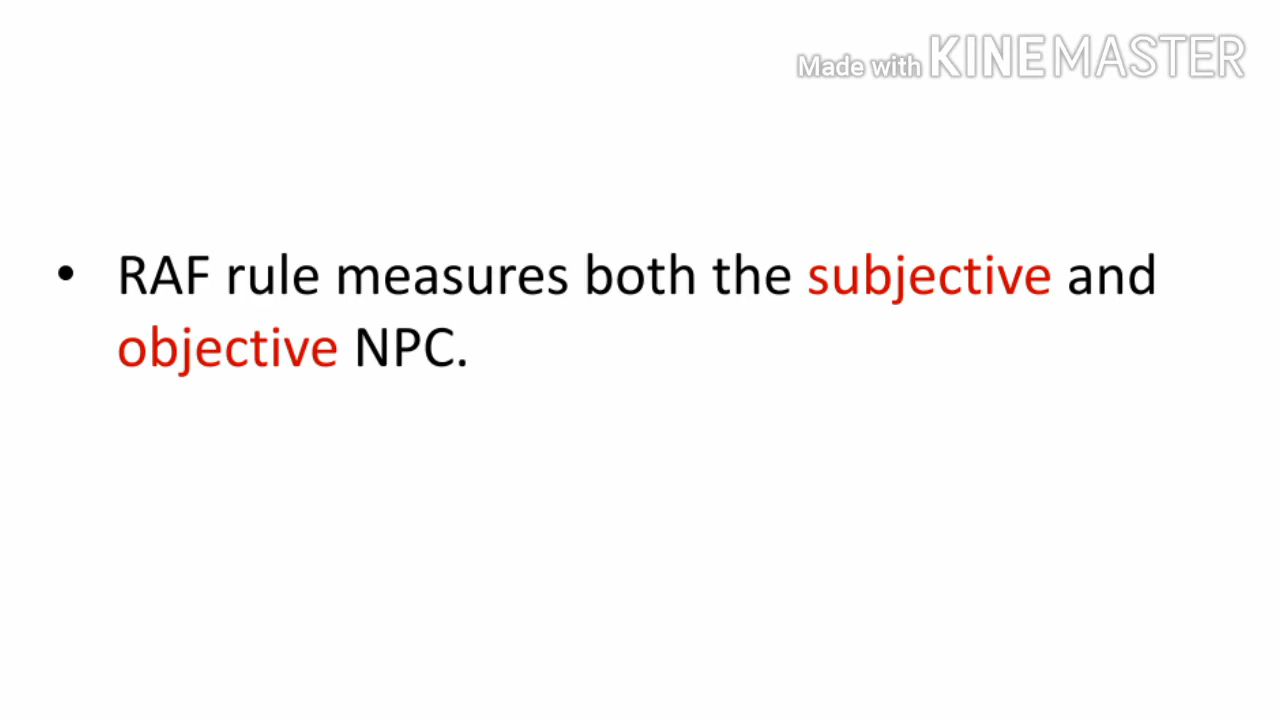 Made with KINEMASTER
• RAF rule measures both the subjective and
objective NPC.